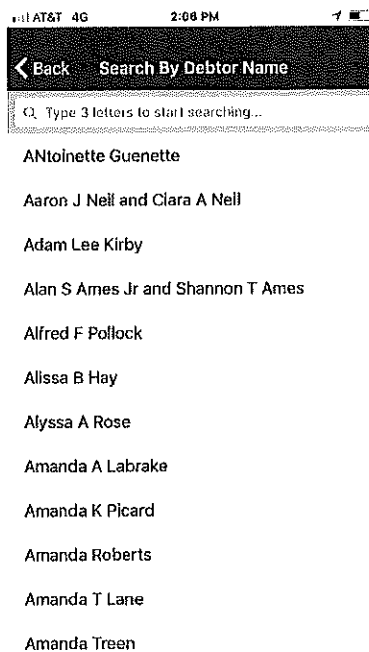 AT&T 4G 2:06 PM
Back Search By Debtor Name
Type 3 letters to start searching...
ANtoinette Guenette
Aaron J Neil and Clara A Neil
Adam Lee Kirby
Alan S Ames Jr and Shannon T Ames
Alfred F Pollock
Alissa B Hay
Alyssa A Rose
Amanda A Labrake
Amanda K Picard
Amanda Roberts
Amanda T Lane
Amanda Treen